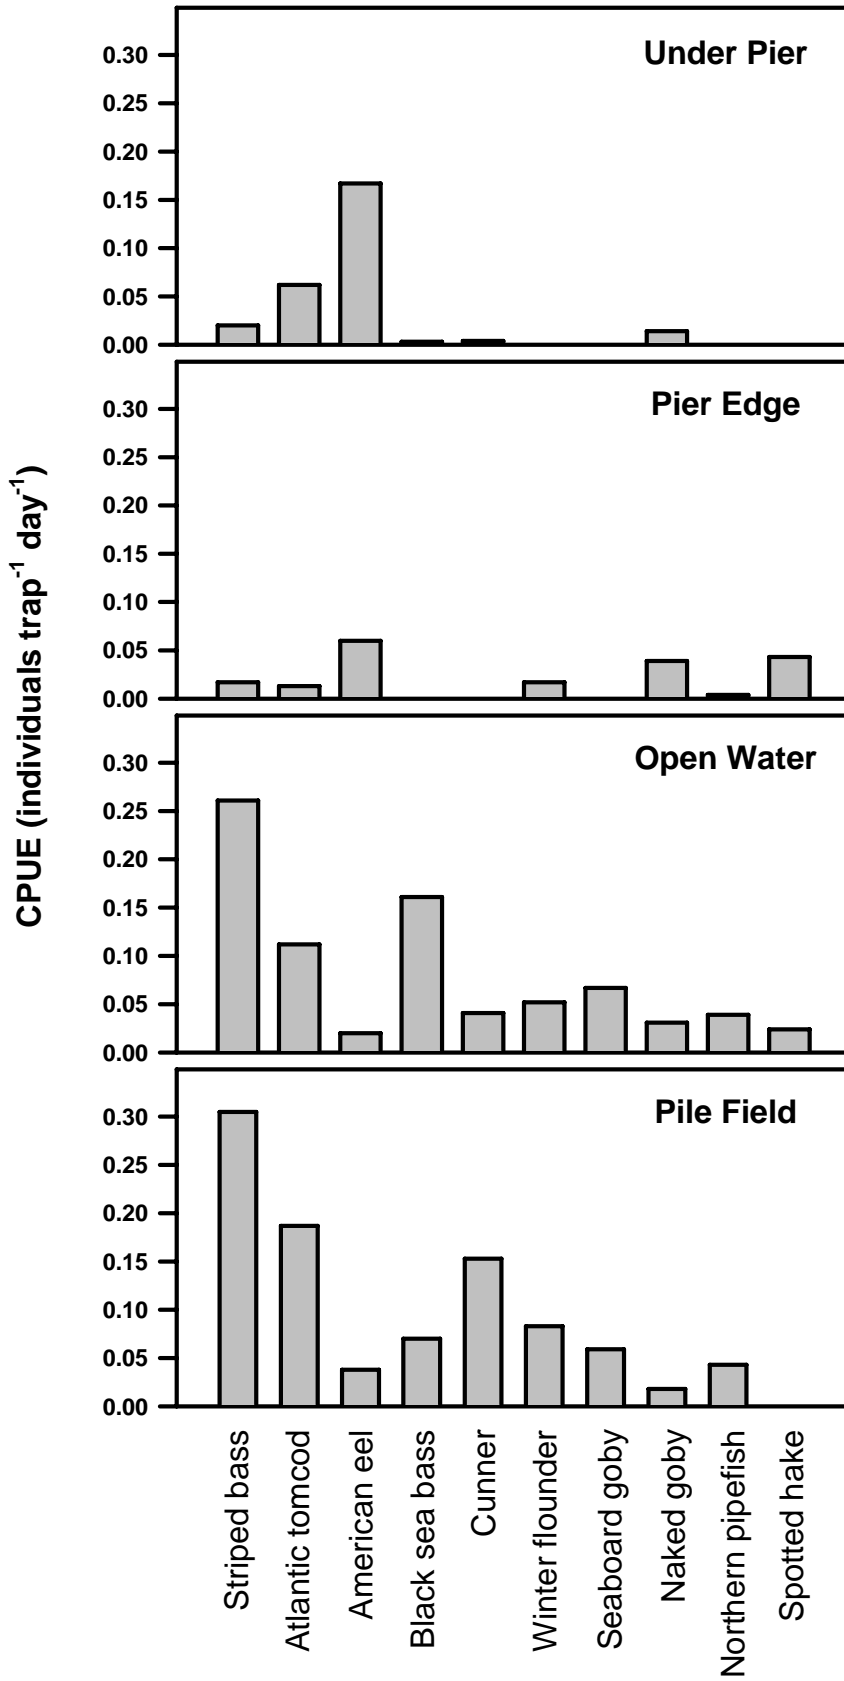 CPUE (individuals trap⁻¹ day⁻¹)
Under Pier
0.30
0.25
0.20
0.15
0.10
0.05
0.00
Pier Edge
0.30
0.25
0.20
0.15
0.10
0.05
0.00
Open Water
0.30
0.25
0.20
0.15
0.10
0.05
0.00
Pile Field
0.30
0.25
0.20
0.15
0.10
0.05
0.00
Striped bass
Atlantic tomcod
American eel
Black sea bass
Cunner
Winter flounder
Seaboard goby
Naked goby
Northern pipefish
Spotted hake